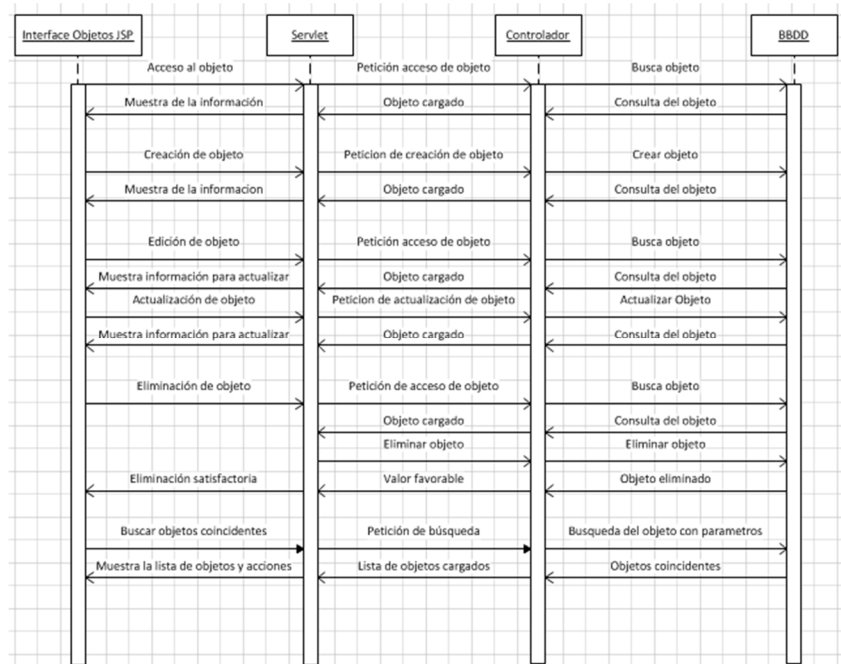 Interface Objetos JSP
Servlet
Controlador
BBDD
Acceso al objeto
Petición acceso de objeto
Busca objeto
Muestra de la información
Objeto cargado
Consulta del objeto
Creación de objeto
Peticion de creación de objeto
Crear objeto
Muestra de la informacion
Objeto cargado
Consulta del objeto
Edición de objeto
Petición acceso de objeto
Busca objeto
Muestra información para actualizar
Objeto cargado
Consulta del objeto
Actualización de objeto
Peticion de actualización de objeto
Actualizar Objeto
Muestra información para actualizar
Objeto cargado
Consulta del objeto
Eliminación de objeto
Petición de acceso de objeto
Busca objeto
Objeto cargado
Consulta del objeto
Eliminar objeto
Eliminar objeto
Eliminación satisfactoria
Valor favorable
Objeto eliminado
Buscar objetos coincidentes
Petición de búsqueda
Busqueda del objeto con parametros
Muestra la lista de objetos y acciones
Lista de objetos cargados
Objetos coincidentes